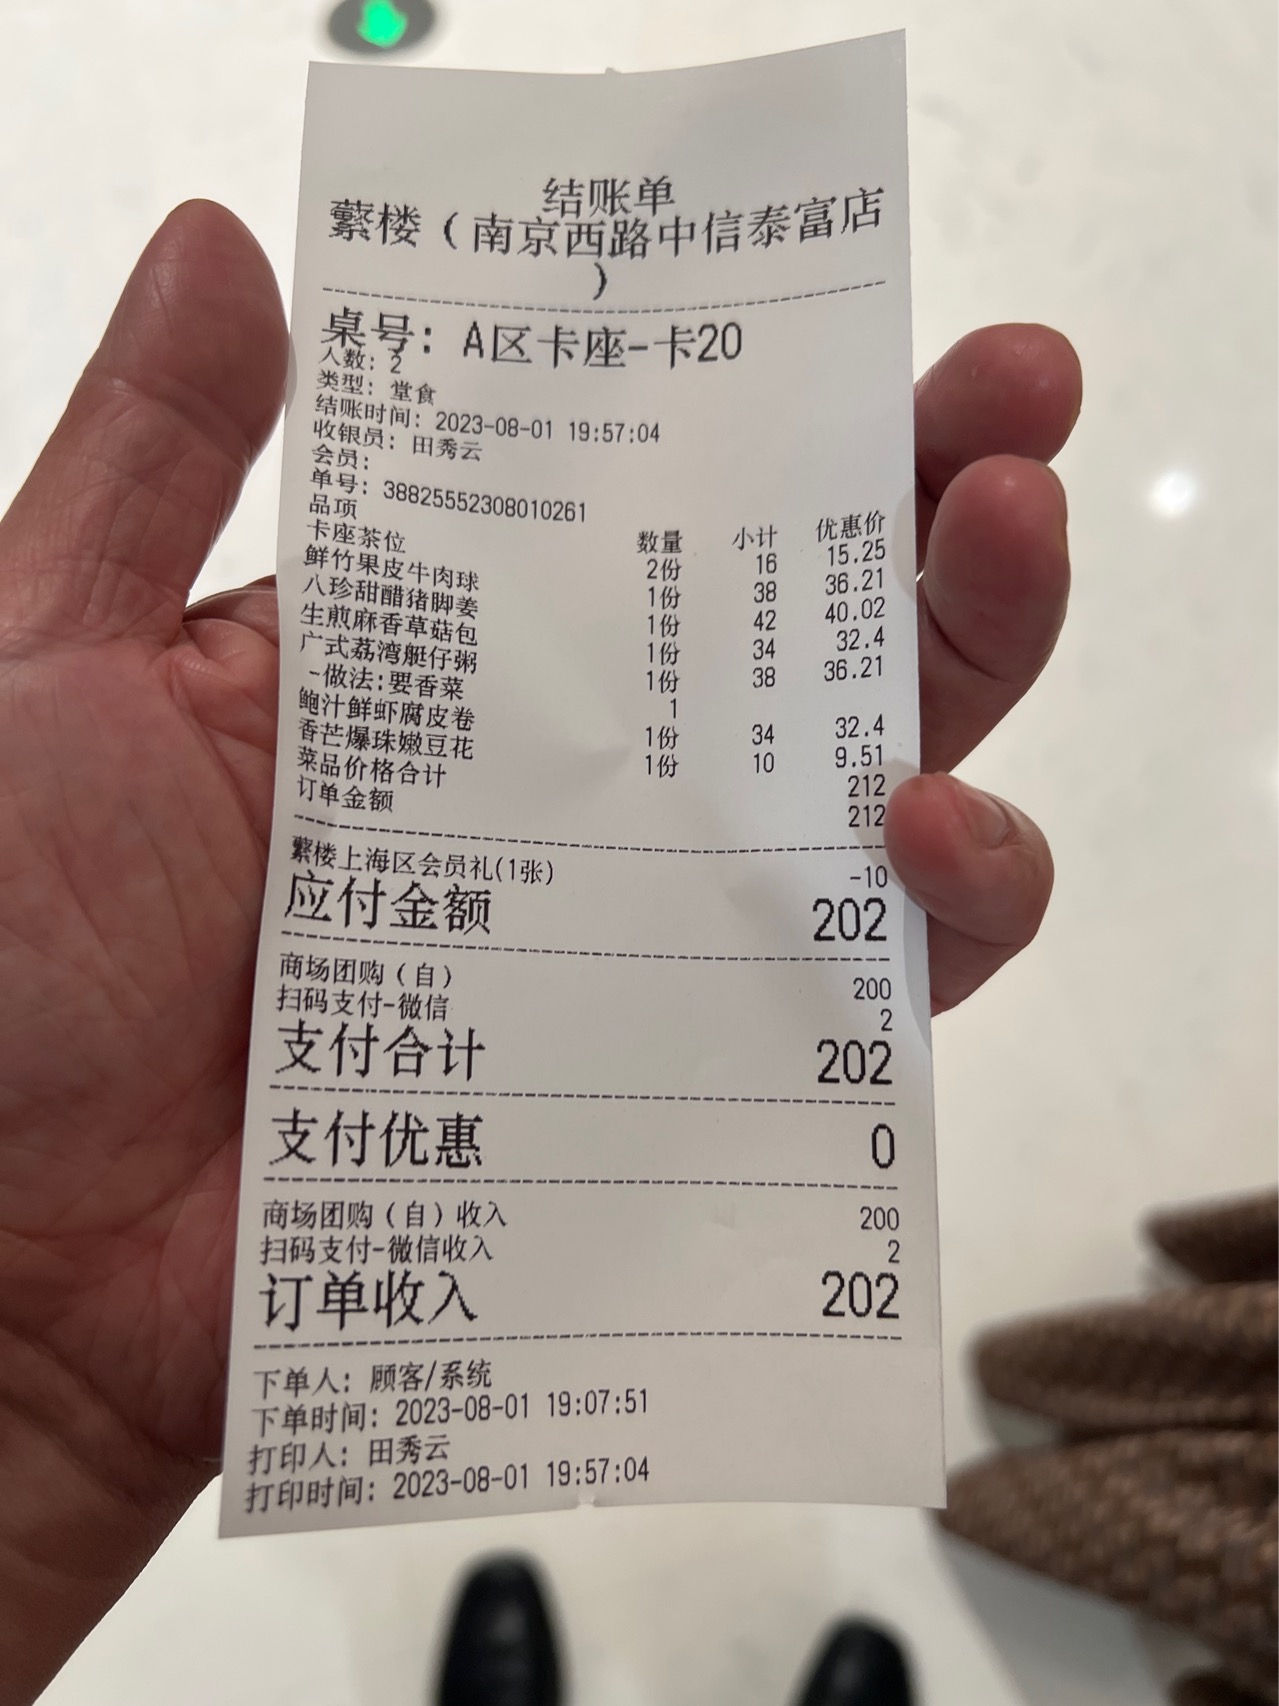 结账单
蘩楼（南京西路中信泰富店
）
桌号：A区卡座-卡20
人数：2
类型：堂食
结账时间：2023-08-01 19:57:04
收银员：田秀云
会员：
单号：38825552308010261
品项 数量 小计 优惠价
卡座茶位 2份 16 15.25
鲜竹果皮牛肉球 1份 38 36.21
八珍甜醋猪脚姜 1份 42 40.02
生煎麻香草菇包 1份 34 32.4
广式荔湾艇仔粥 1份 38 36.21
-做法:要香菜 1
鲍汁鲜虾腐皮卷 1份 34 32.4
香芒爆珠嫩豆花 1份 10 9.51
菜品价格合计 212
订单金额 212
蘩楼上海区会员礼(1张) -10
应付金额 202
商场团购（自） 200
扫码支付-微信 2
支付合计 202
支付优惠 0
商场团购（自）收入 200
扫码支付-微信收入 2
订单收入 202
下单人：顾客/系统
下单时间：2023-08-01 19:07:51
打印人：田秀云
打印时间：2023-08-01 19:57:04